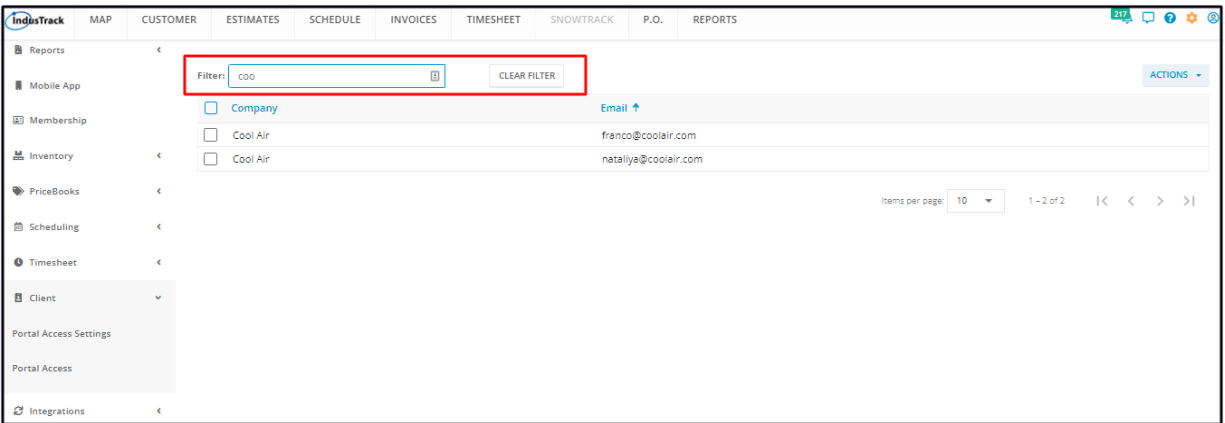 IndusTrack MAP CUSTOMER ESTIMATES SCHEDULE INVOICES TIMESHEET SNOWTRACK P.O. REPORTS 217
Reports
Mobile App
Membership
Inventory
PriceBooks
Scheduling
Timesheet
Client
Portal Access Settings
Portal Access
Integrations
Filter: coo CLEAR FILTER ACTIONS
Company Email
Cool Air franco@coolair.com
Cool Air nataliya@coolair.com
Items per page: 10 1 – 2 of 2